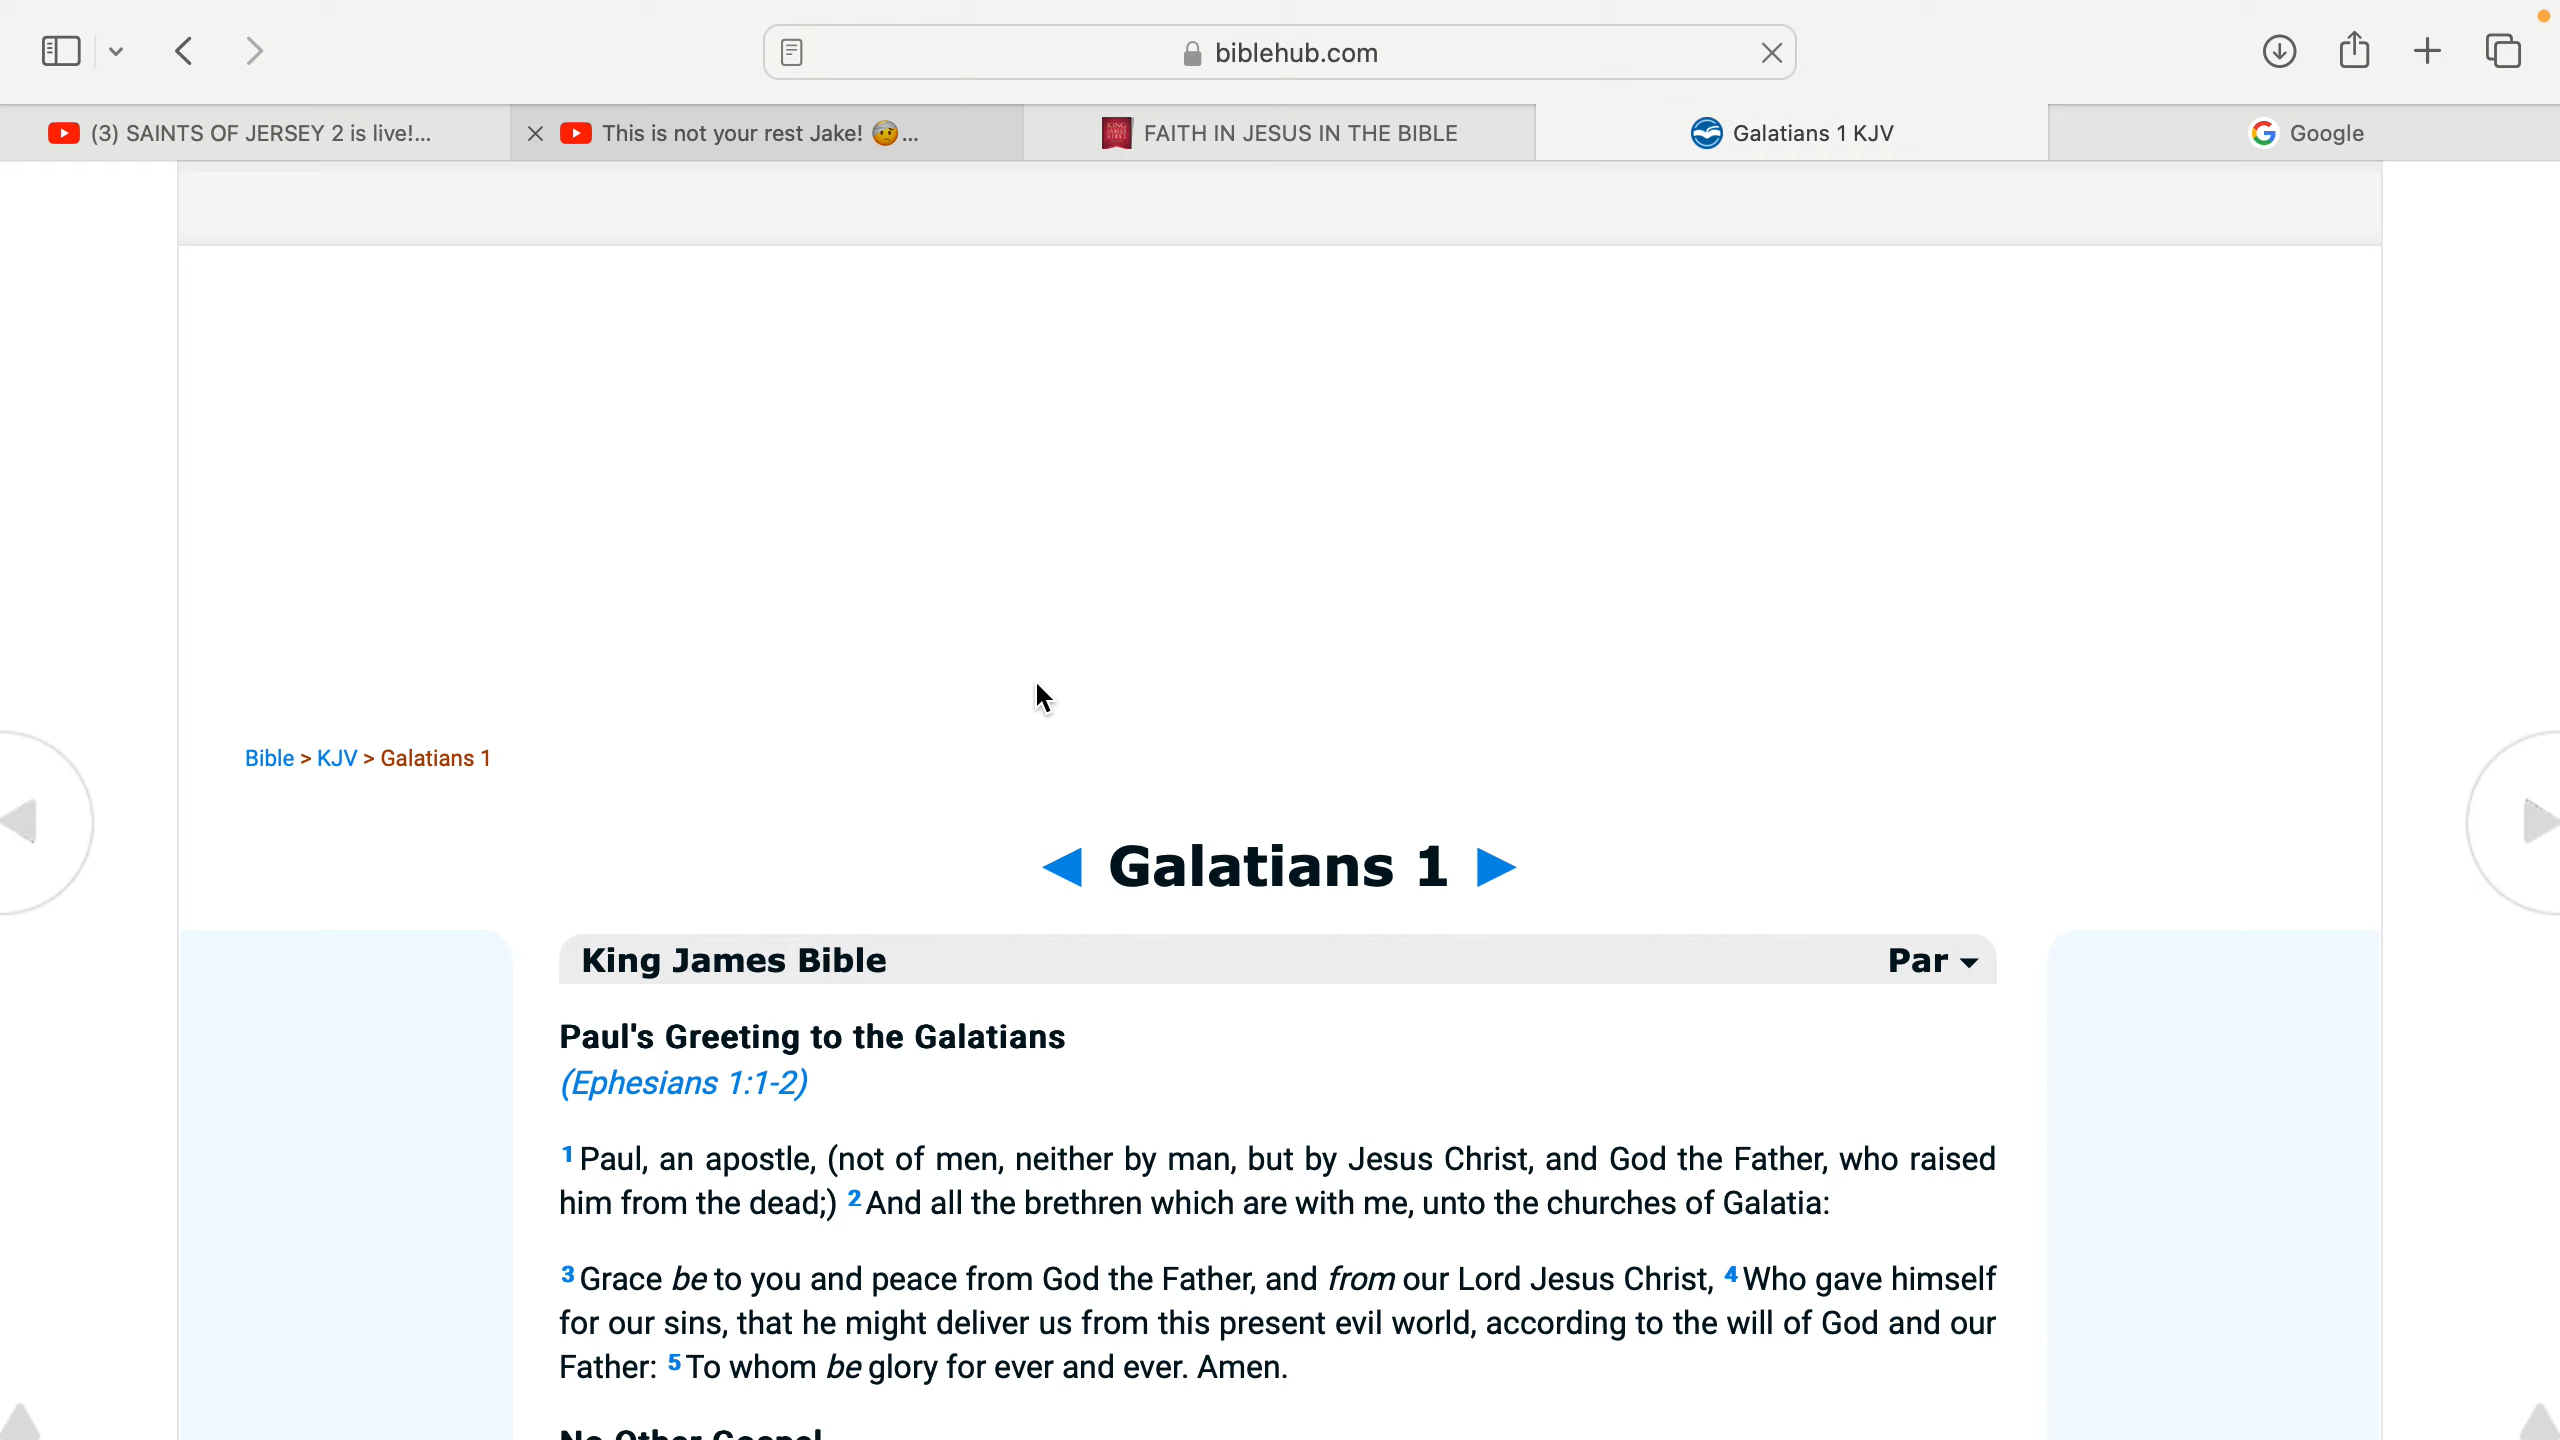 biblehub.com
(3) SAINTS OF JERSEY 2 is live!...
This is not your rest Jake! 🤕...
FAITH IN JESUS IN THE BIBLE
Galatians 1 KJV
Google
Bible > KJV > Galatians 1
◀ Galatians 1 ▶
King James Bible Par ▾
Paul's Greeting to the Galatians
(Ephesians 1:1-2)
1 Paul, an apostle, (not of men, neither by man, but by Jesus Christ, and God the Father, who raised
him from the dead;) 2 And all the brethren which are with me, unto the churches of Galatia:
3 Grace be to you and peace from God the Father, and from our Lord Jesus Christ, 4 Who gave himself
for our sins, that he might deliver us from this present evil world, according to the will of God and our
Father: 5 To whom be glory for ever and ever. Amen.
No Other Gospel